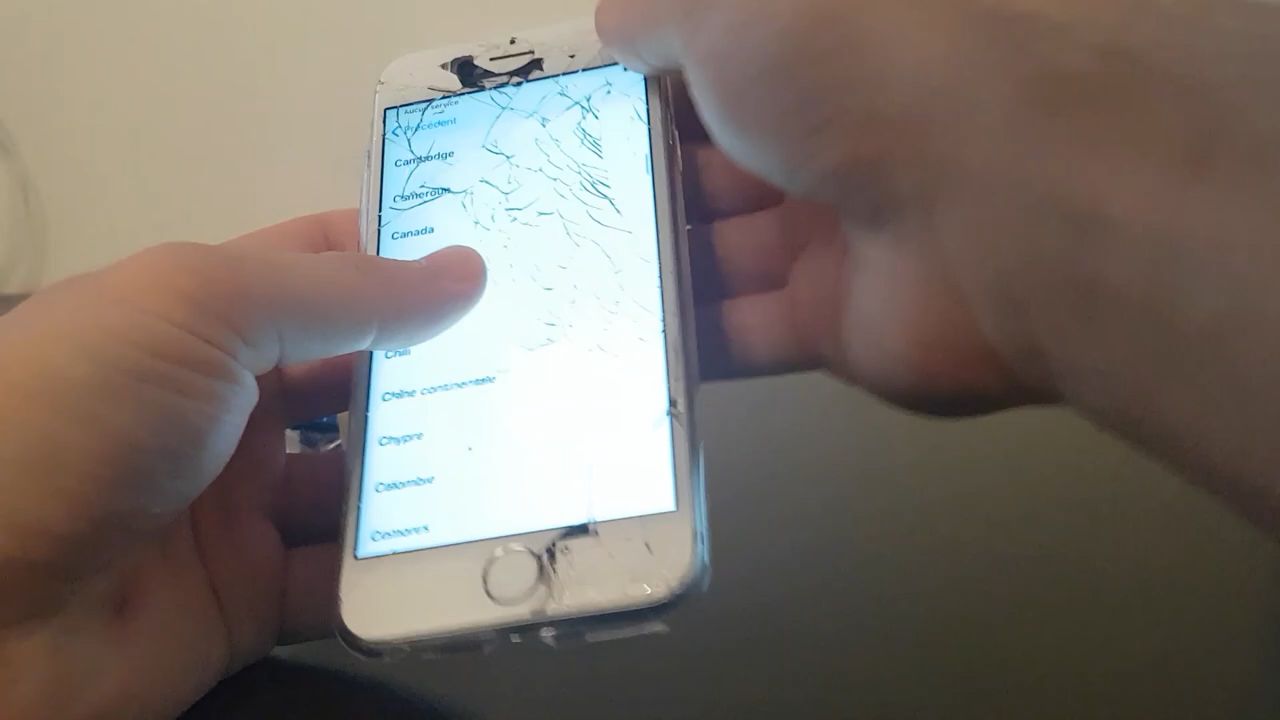 Aucun service
Précédent
Cambodge
Cameroun
Canada
Chili
Chine continentale
Chypre
Colombie
Comores